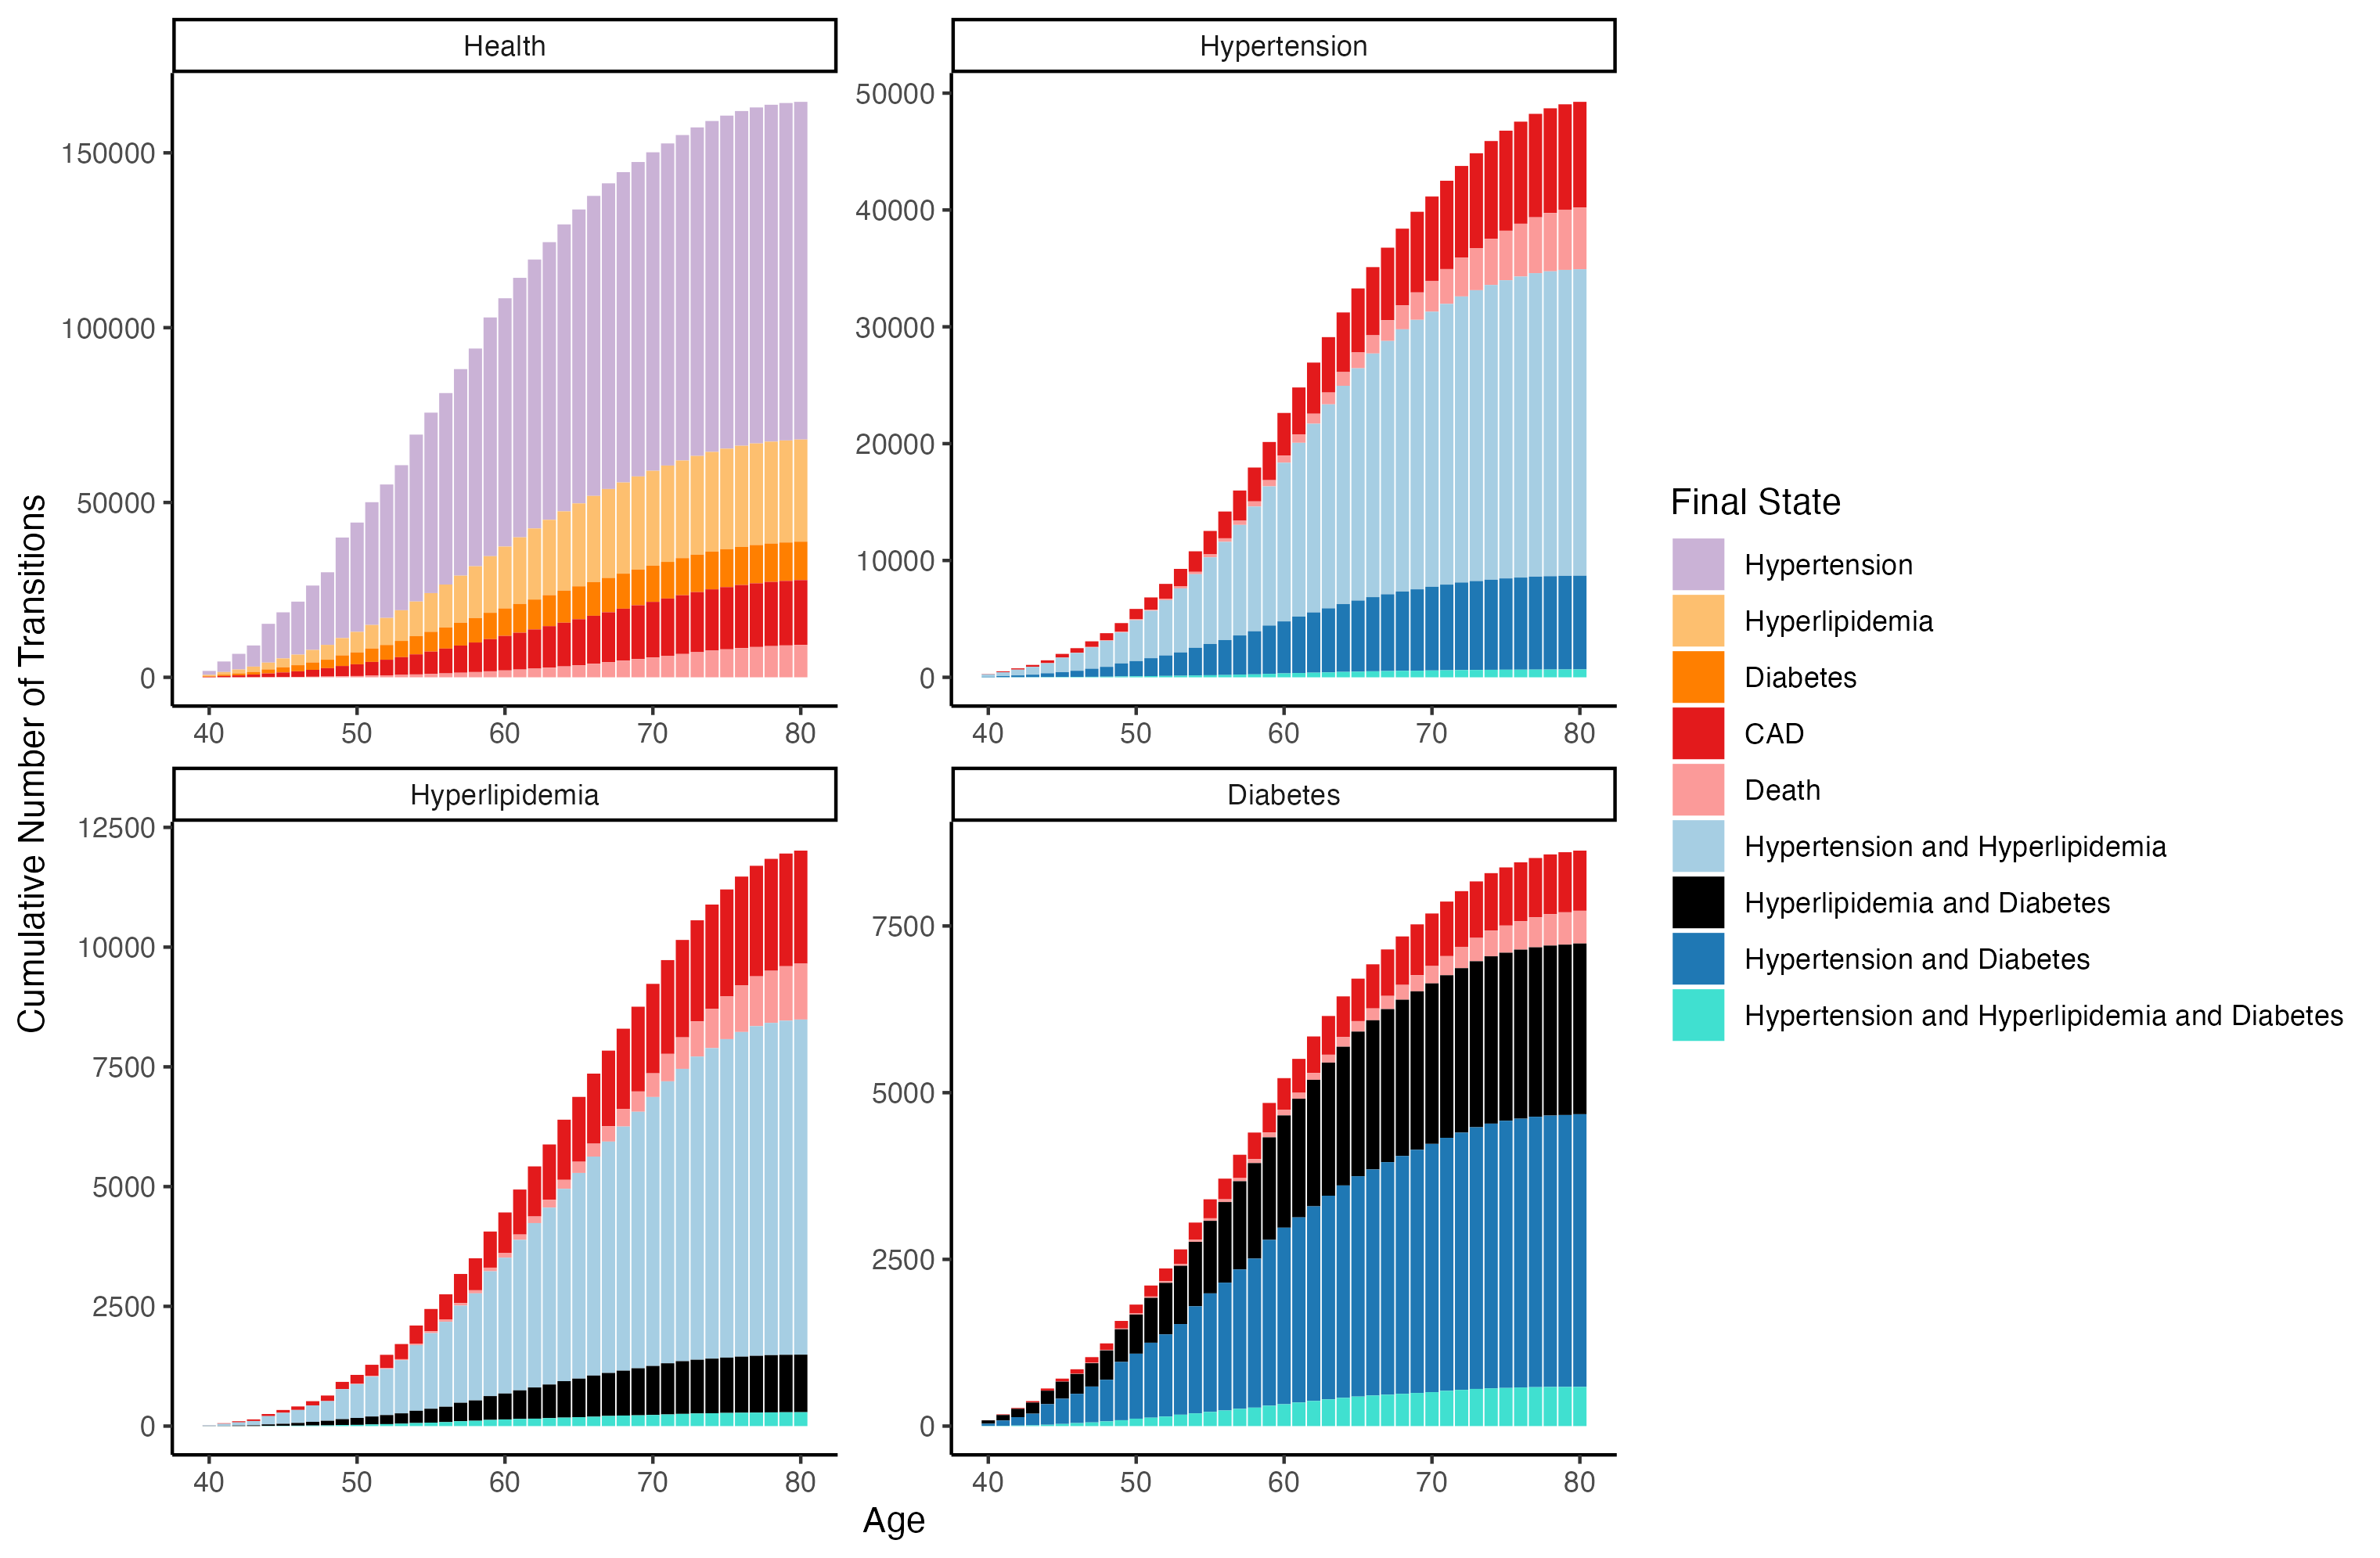 Health
Hypertension
150000
100000
50000
0
40 50 60 70 80
50000
40000
30000
20000
10000
0
40 50 60 70 80
Hyperlipidemia
Diabetes
12500
10000
7500
5000
2500
0
40 50 60 70 80
7500
5000
2500
0
40 50 60 70 80
Cumulative Number of Transitions
Age
Final State
Hypertension
Hyperlipidemia
Diabetes
CAD
Death
Hypertension and Hyperlipidemia
Hyperlipidemia and Diabetes
Hypertension and Diabetes
Hypertension and Hyperlipidemia and Diabetes